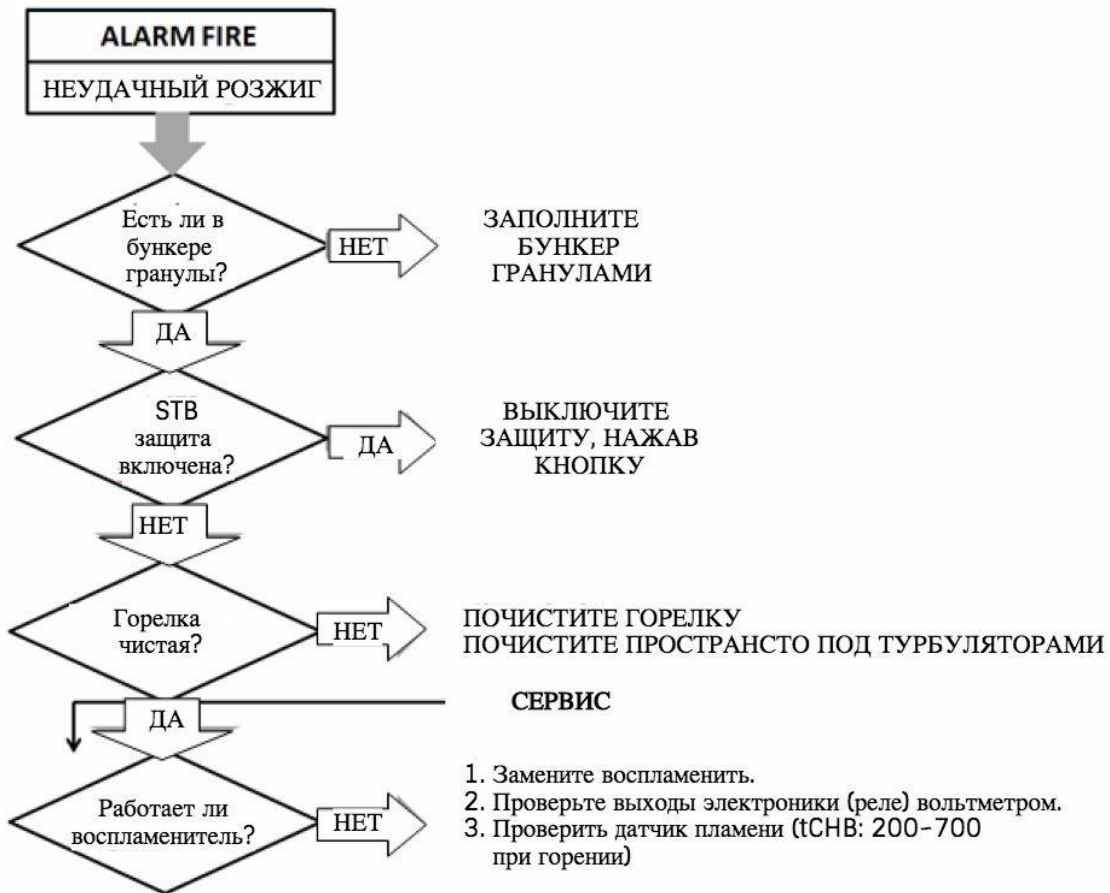 ALARM FIRE
НЕУДАЧНЫЙ РОЗЖИГ
Есть ли в
бункере
гранулы?
НЕТ
ЗАПОЛНИТЕ
БУНКЕР
ГРАНУЛАМИ
ДА
STB
защита
включена?
ДА
ВЫКЛЮЧИТЕ
ЗАЩИТУ, НАЖАВ
КНОПКУ
НЕТ
Горелка
чистая?
НЕТ
ПОЧИСТИТЕ ГОРЕЛКУ
ПОЧИСТИТЕ ПРОСТРАНСТО ПОД ТУРБУЛЯТОРАМИ
СЕРВИС
ДА
Работает ли
воспламенитель?
НЕТ
1. Замените воспламенить.
2. Проверьте выходы электроники (реле) вольтметром.
3. Проверить датчик пламени (tCHB: 200-700
при горении)